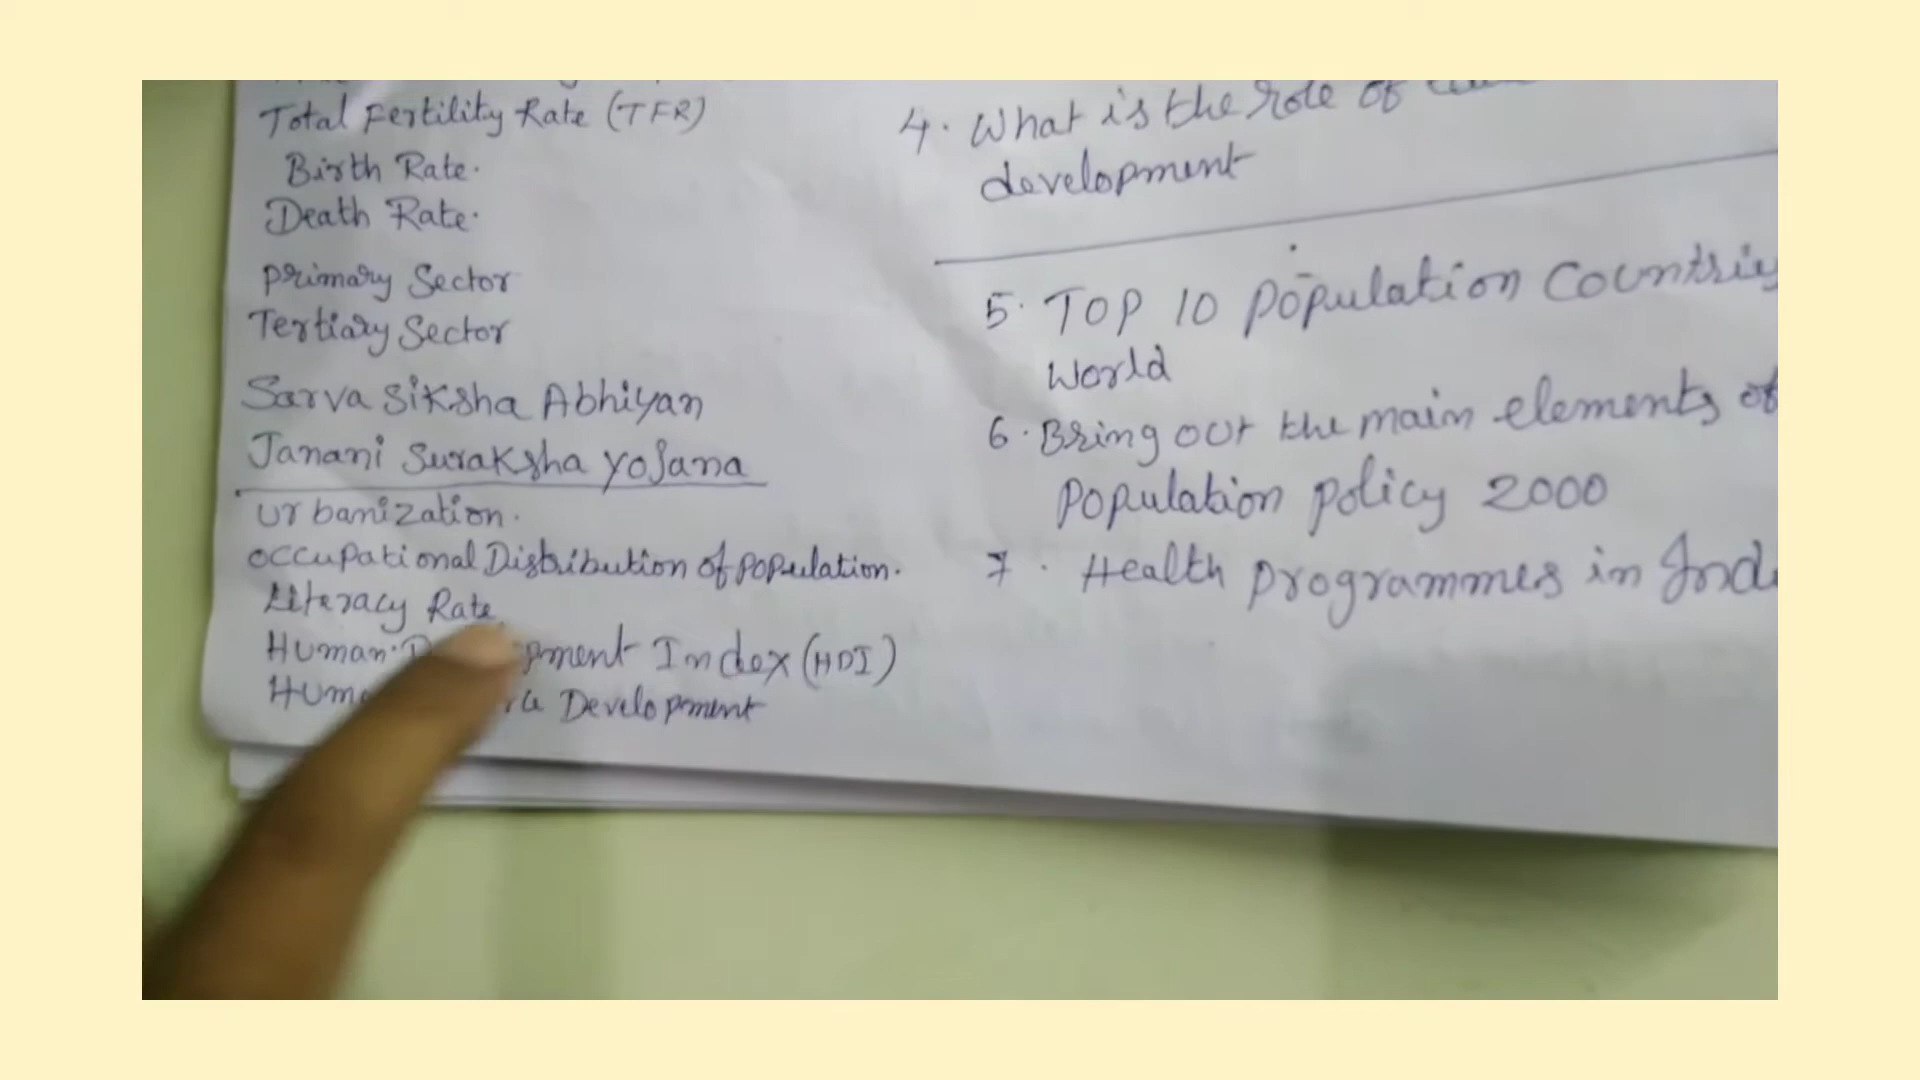 Total Fertility Rate (TFR)
Birth Rate.
Death Rate.
Primary Sector
Tertiary Sector
Sarva Siksha Abhiyan
Janani Suraksha Yojana
Urbanization.
Occupational Distribution of Population.
Literacy Rate
Human Index (HDI)
Development
4. What is the role of
development
5. TOP 10 Population Countries
World
6. Bring out the main elements of
Population policy 2000
7. Health programmes in